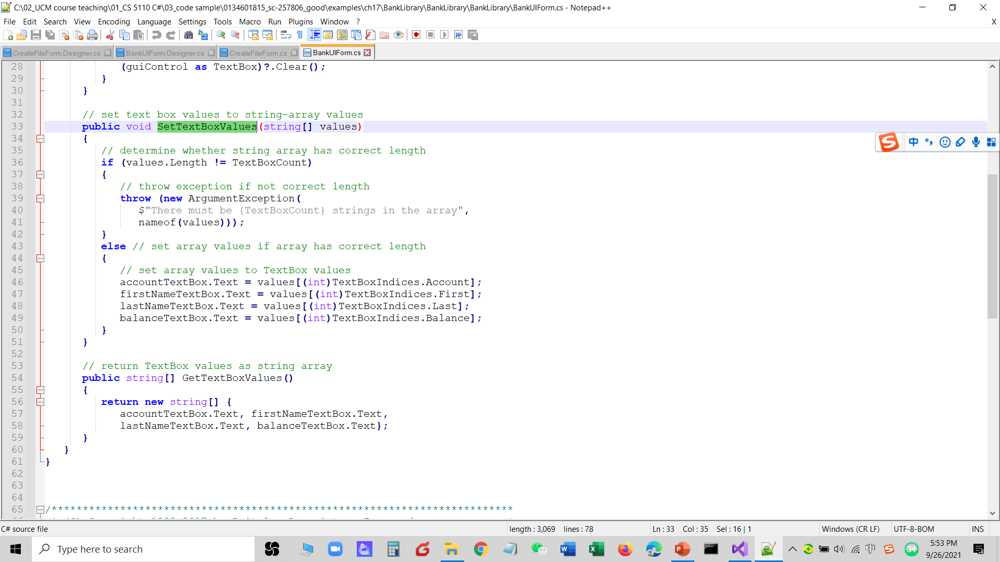 C:\02_UCM course teaching\01_CS 5110 C#\03_code sample\0134601815_sc-257806_good\examples\ch17\BankLibrary\BankLibrary\BankLibrary\BankUIForm.cs - Notepad++
File Edit Search View Encoding Language Settings Tools Macro Run Plugins Window ? X
CreateFileForm.Designer.cs BankUIForm.Designer.cs CreateFileForm.cs BankUIForm.cs
28 (guiControl as TextBox)?.Clear();
29 }
30 }
31
32 // set text box values to string-array values
33 public void SetTextBoxValues(string[] values)
34 {
35 // determine whether string array has correct length
36 if (values.Length != TextBoxCount)
37 {
38 // throw exception if not correct length
39 throw (new ArgumentException(
40 $"There must be {TextBoxCount} strings in the array",
41 nameof(values)));
42 }
43 else // set array values if array has correct length
44 {
45 // set array values to TextBox values
46 accountTextBox.Text = values[(int)TextBoxIndices.Account];
47 firstNameTextBox.Text = values[(int)TextBoxIndices.First];
48 lastNameTextBox.Text = values[(int)TextBoxIndices.Last];
49 balanceTextBox.Text = values[(int)TextBoxIndices.Balance];
50 }
51 }
52
53 // return TextBox values as string array
54 public string[] GetTextBoxValues()
55 {
56 return new string[] {
57 accountTextBox.Text, firstNameTextBox.Text,
58 lastNameTextBox.Text, balanceTextBox.Text};
59 }
60 }
61 }
62
63
64
65 /**************************************************************************
中
C# source file length : 3,069 lines : 78 Ln : 33 Col : 35 Sel : 16 | 1 Windows (CR LF) UTF-8-BOM INS
Type here to search
中 34 5:53 PM
9/26/2021